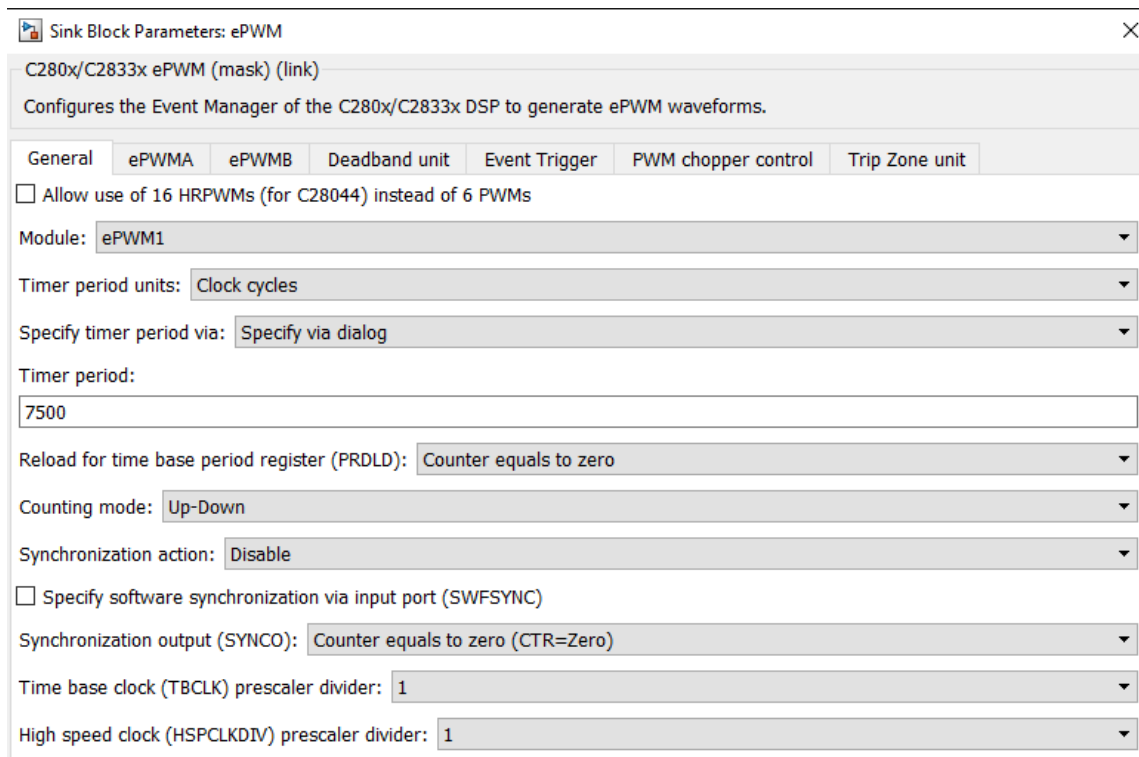 Sink Block Parameters: ePWM
C280x/C2833x ePWM (mask) (link)
Configures the Event Manager of the C280x/C2833x DSP to generate ePWM waveforms.
General ePWMA ePWMB Deadband unit Event Trigger PWM chopper control Trip Zone unit
Allow use of 16 HRPWMs (for C28044) instead of 6 PWMs
Module: ePWM1
Timer period units: Clock cycles
Specify timer period via: Specify via dialog
Timer period:
7500
Reload for time base period register (PRDLD): Counter equals to zero
Counting mode: Up-Down
Synchronization action: Disable
Specify software synchronization via input port (SWFSYNC)
Synchronization output (SYNCO): Counter equals to zero (CTR=Zero)
Time base clock (TBCLK) prescaler divider: 1
High speed clock (HSPCLKDIV) prescaler divider: 1